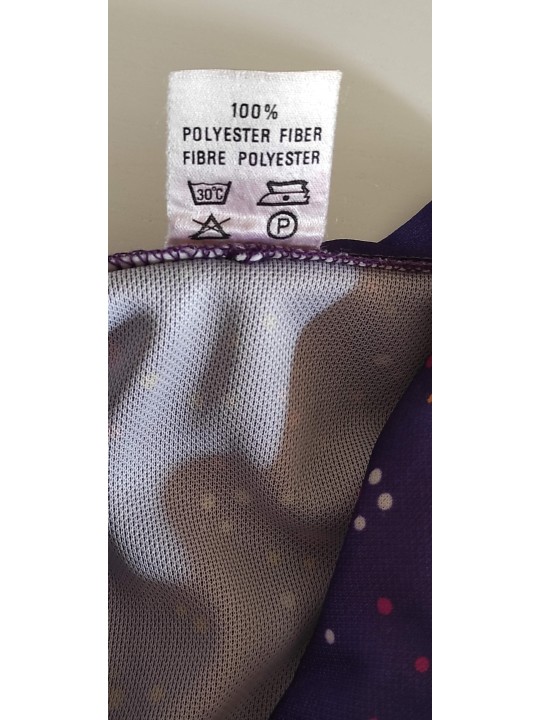 100%
POLYESTER FIBER
FIBRE POLYESTER
30°C
P